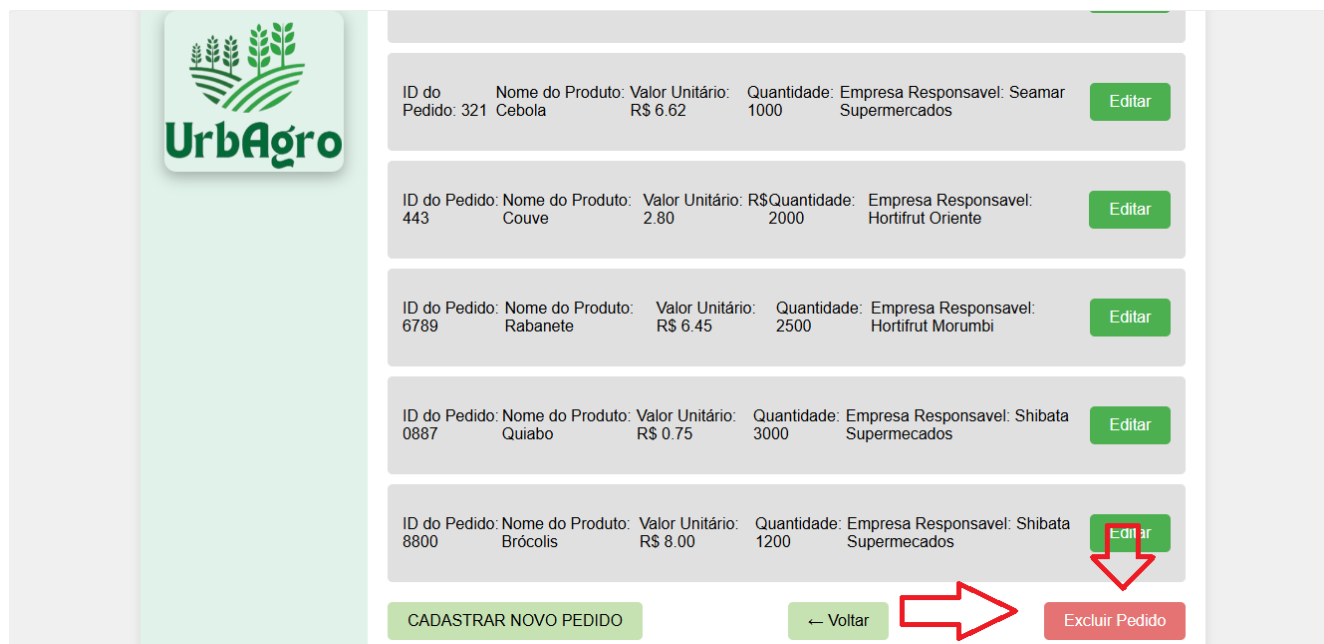 UrbAgro
ID do Nome do Produto: Valor Unitário: Quantidade: Empresa Responsavel: Seamar
Pedido: 321 Cebola R$ 6.62 1000 Supermercados
Editar
ID do Pedido: Nome do Produto: Valor Unitário: R$Quantidade: Empresa Responsavel:
443 Couve 2.80 2000 Hortifrut Oriente
Editar
ID do Pedido: Nome do Produto: Valor Unitário: Quantidade: Empresa Responsavel:
6789 Rabanete R$ 6.45 2500 Hortifrut Morumbi
Editar
ID do Pedido: Nome do Produto: Valor Unitário: Quantidade: Empresa Responsavel: Shibata
0887 Quiabo R$ 0.75 3000 Supermecados
Editar
ID do Pedido: Nome do Produto: Valor Unitário: Quantidade: Empresa Responsavel: Shibata
8800 Brócolis R$ 8.00 1200 Supermecados
Editar
CADASTRAR NOVO PEDIDO ← Voltar Excluir Pedido